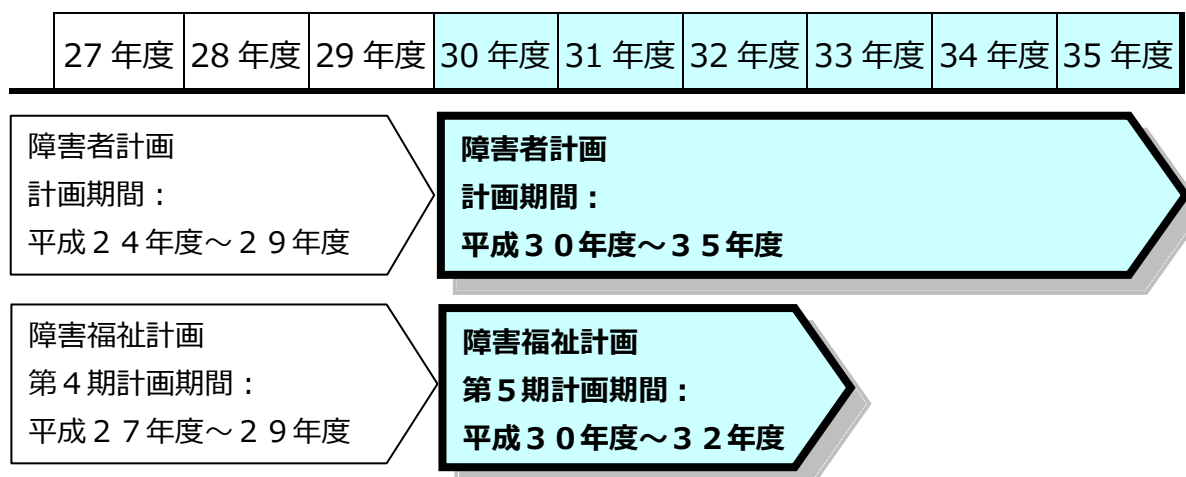 27 年度 28 年度 29 年度 30 年度 31 年度 32 年度 33 年度 34 年度 35 年度
障害者計画
計画期間：
平成２４年度～２９年度
障害者計画
計画期間：
平成３０年度～３５年度
障害福祉計画
第４期計画期間：
平成２７年度～２９年度
障害福祉計画
第５期計画期間：
平成３０年度～３２年度